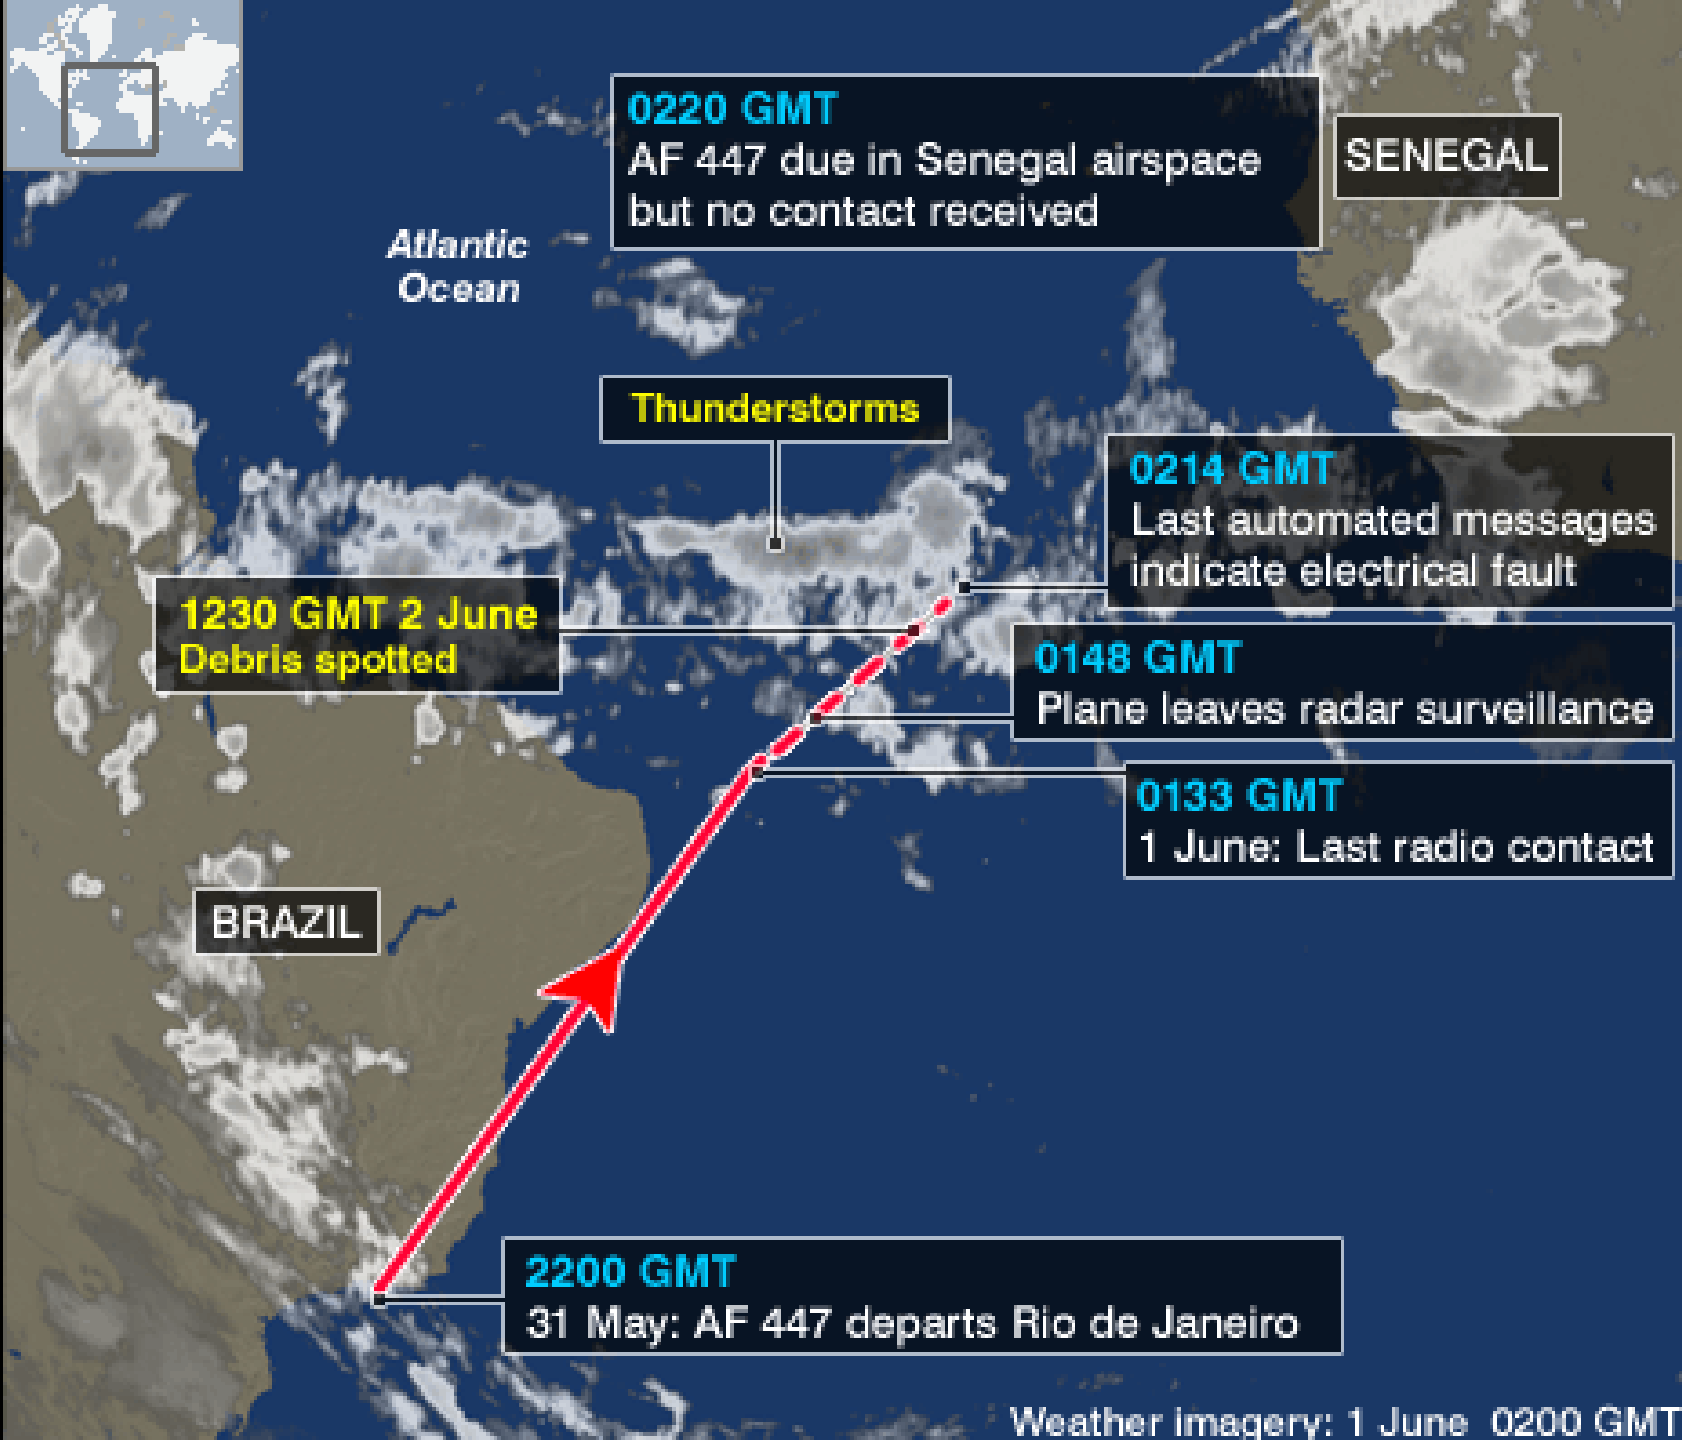 0220 GMT
AF 447 due in Senegal airspace
but no contact received
SENEGAL
Atlantic
Ocean
Thunderstorms
0214 GMT
Last automated messages
indicate electrical fault
1230 GMT 2 June
Debris spotted
0148 GMT
Plane leaves radar surveillance
0133 GMT
1 June: Last radio contact
BRAZIL
2200 GMT
31 May: AF 447 departs Rio de Janeiro
Weather imagery: 1 June 0200 GMT